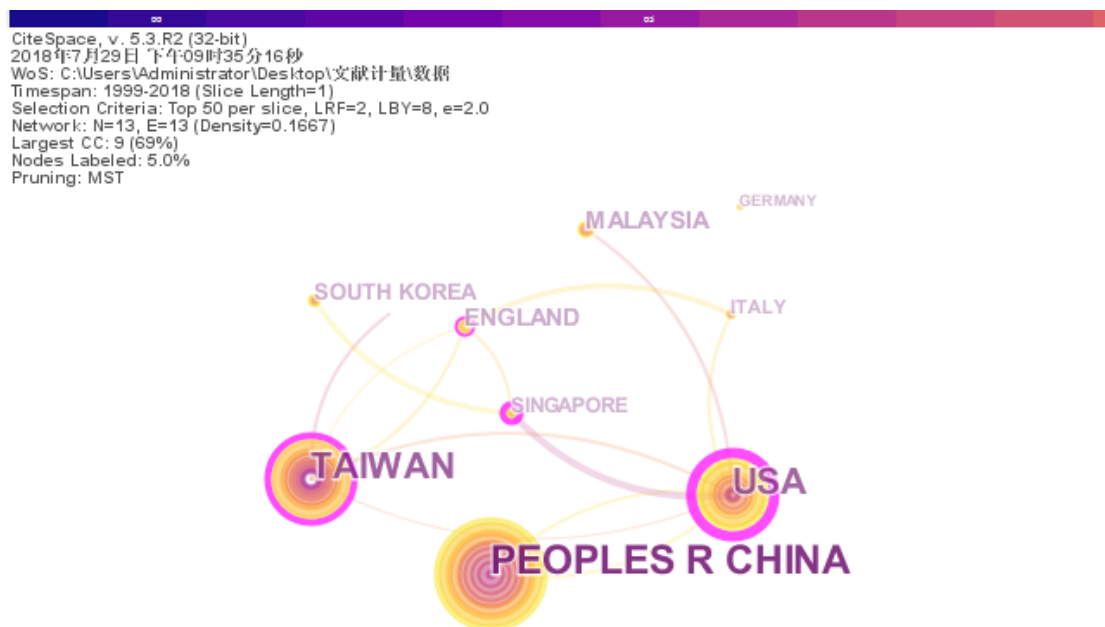 CiteSpace, v. 5.3.R2 (32-bit)
2018年7月29日 下午09时35分16秒
WoS: C:\Users\Administrator\Desktop\文献计量\数据
Timespan: 1999-2018 (Slice Length=1)
Selection Criteria: Top 50 per slice, LRF=2, LBY=8, e=2.0
Network: N=13, E=13 (Density=0.1667)
Largest CC: 9 (69%)
Nodes Labeled: 5.0%
Pruning: MST
GERMANY
MALAYSIA
SOUTH KOREA
ITALY
ENGLAND
SINGAPORE
TAIWAN
USA
PEOPLES R CHINA